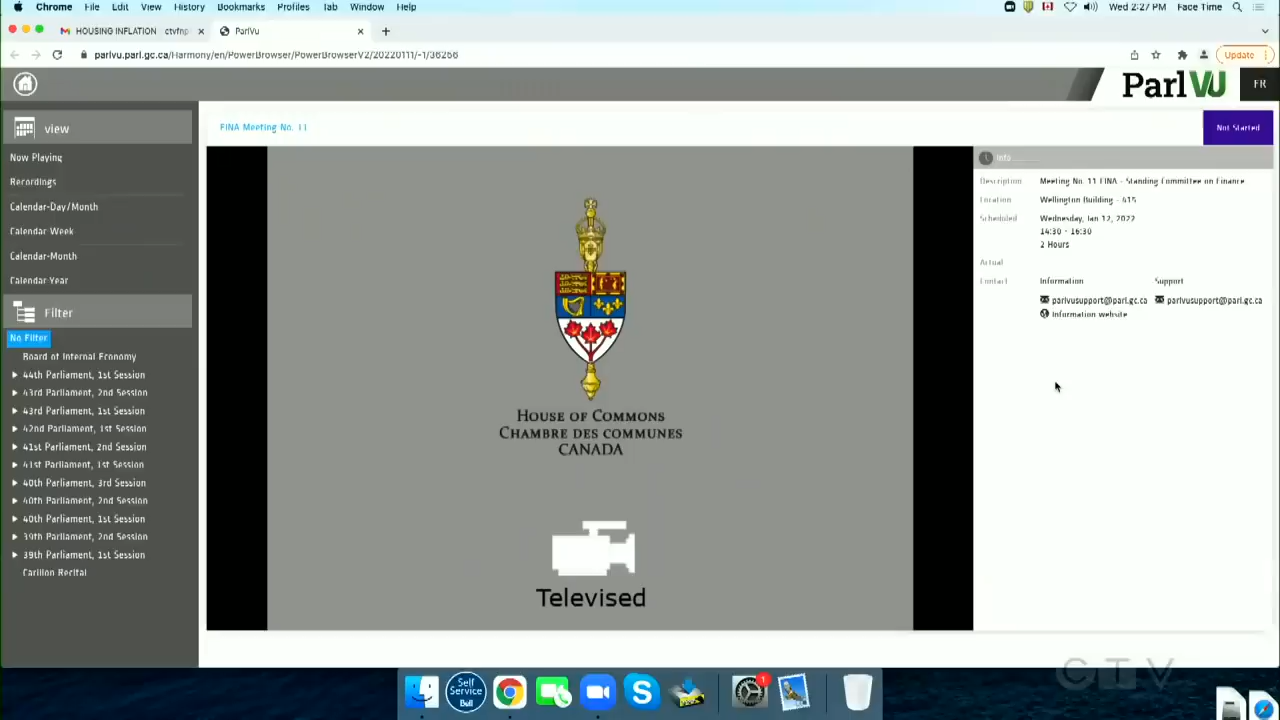 Chrome File Edit View History Bookmarks Profiles Tab Window Help Wed 2:27 PM Face Time
HOUSING INFLATION ctvfnp ParlVu
parlvu.parl.gc.ca/Harmony/en/PowerBrowser/PowerBrowserV2/20220111/-1/36256 Update
ParlVU FR
view
Now Playing
Recordings
Calendar-Day/Month
Calendar Week
Calendar-Month
Calendar Year
Filter
No Filter
Board of Internal Economy
44th Parliament, 1st Session
43rd Parliament, 2nd Session
43rd Parliament, 1st Session
42nd Parliament, 1st Session
41st Parliament, 2nd Session
41st Parliament, 1st Session
40th Parliament, 3rd Session
40th Parliament, 2nd Session
40th Parliament, 1st Session
39th Parliament, 2nd Session
39th Parliament, 1st Session
Carillon Recital
FINA Meeting No. 11
Not Started
HOUSE OF COMMONS
CHAMBRE DES COMMUNES
CANADA
Televised
Info
Description Meeting No. 11 FINA - Standing Committee on Finance
Location Wellington Building - 415
Scheduled Wednesday, Jan 12, 2022
14:30 - 16:30
2 Hours
Actual
Contact Information Support
parlvusupport@parl.gc.ca parlvusupport@parl.gc.ca
Information website
CTV
Self
Service
Bell
1